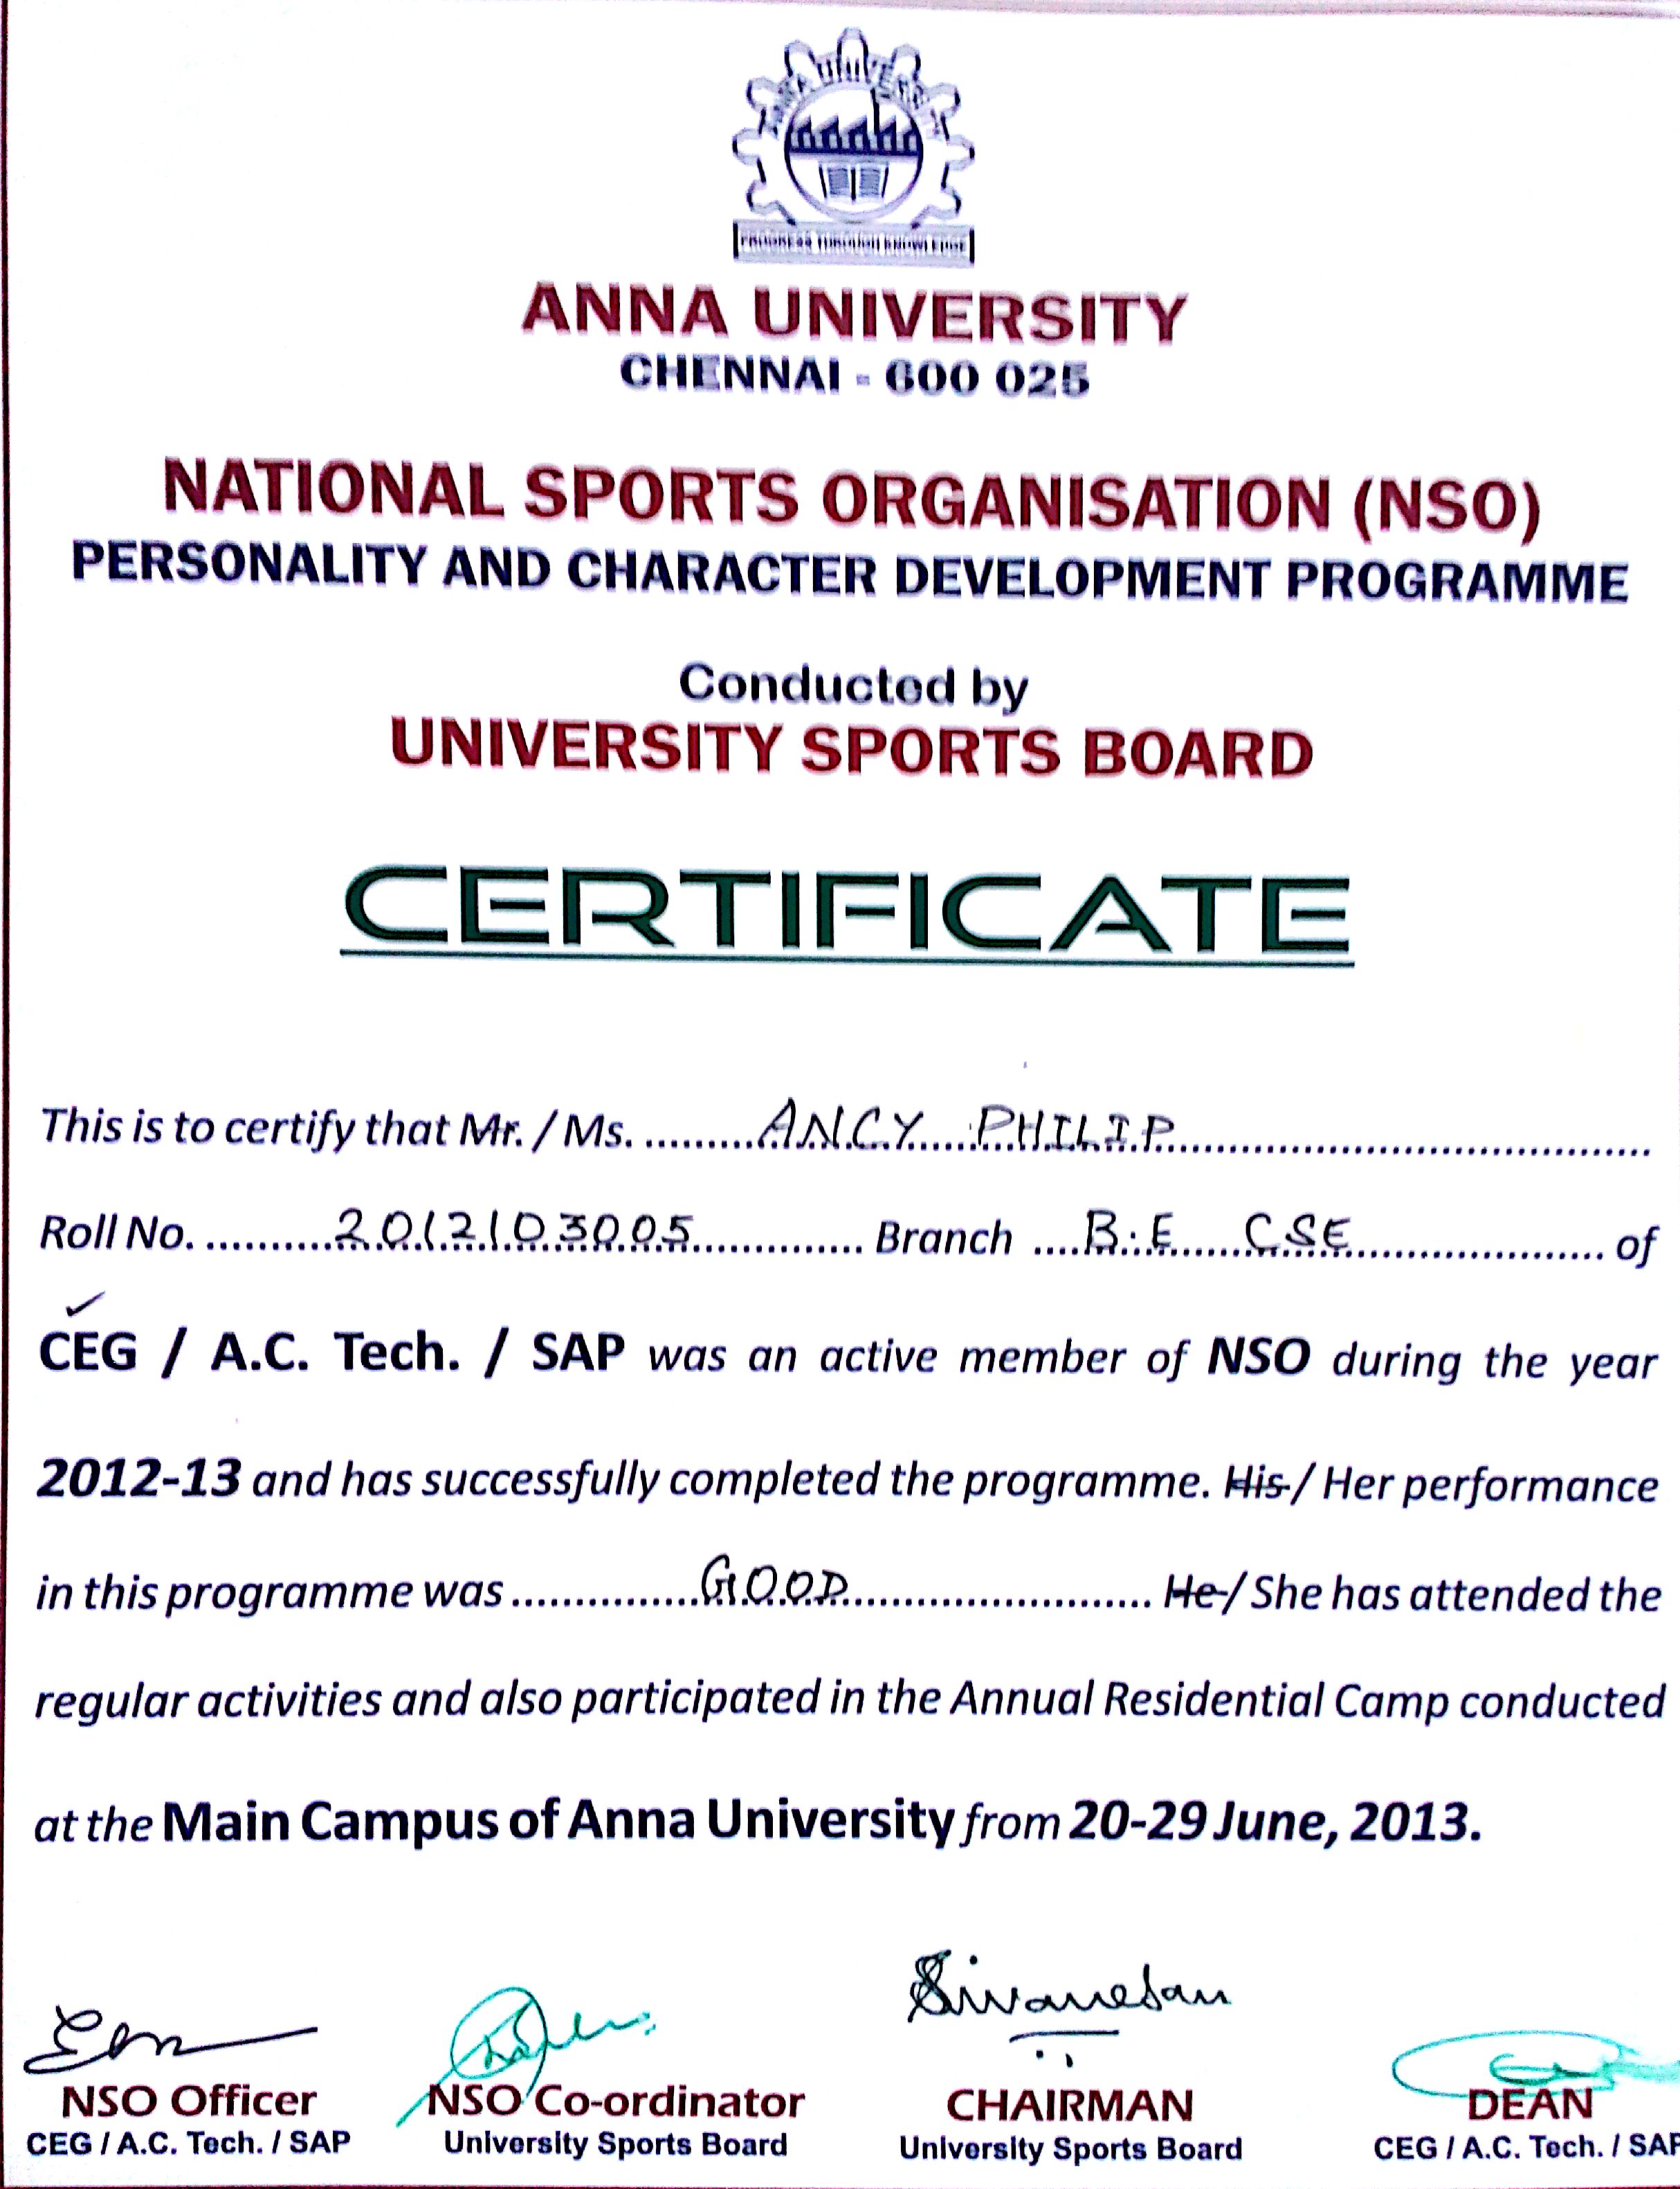 ANNA UNIVERSITY
PROGRESS THROUGH KNOWLEDGE
ANNA UNIVERSITY
CHENNAI - 600 025
NATIONAL SPORTS ORGANISATION (NSO)
PERSONALITY AND CHARACTER DEVELOPMENT PROGRAMME
Conducted by
UNIVERSITY SPORTS BOARD
CERTIFICATE
This is to certify that Mr. / Ms. ANCY PHILIP
Roll No. 2012103005 Branch B.E CSE of
CEG / A.C. Tech. / SAP was an active member of NSO during the year
2012-13 and has successfully completed the programme. His / Her performance
in this programme was GOOD He / She has attended the
regular activities and also participated in the Annual Residential Camp conducted
at the Main Campus of Anna University from 20-29 June, 2013.
Sivanesan
NSO Officer NSO Co-ordinator CHAIRMAN DEAN
CEG / A.C. Tech. / SAP University Sports Board University Sports Board CEG / A.C. Tech. / SAP